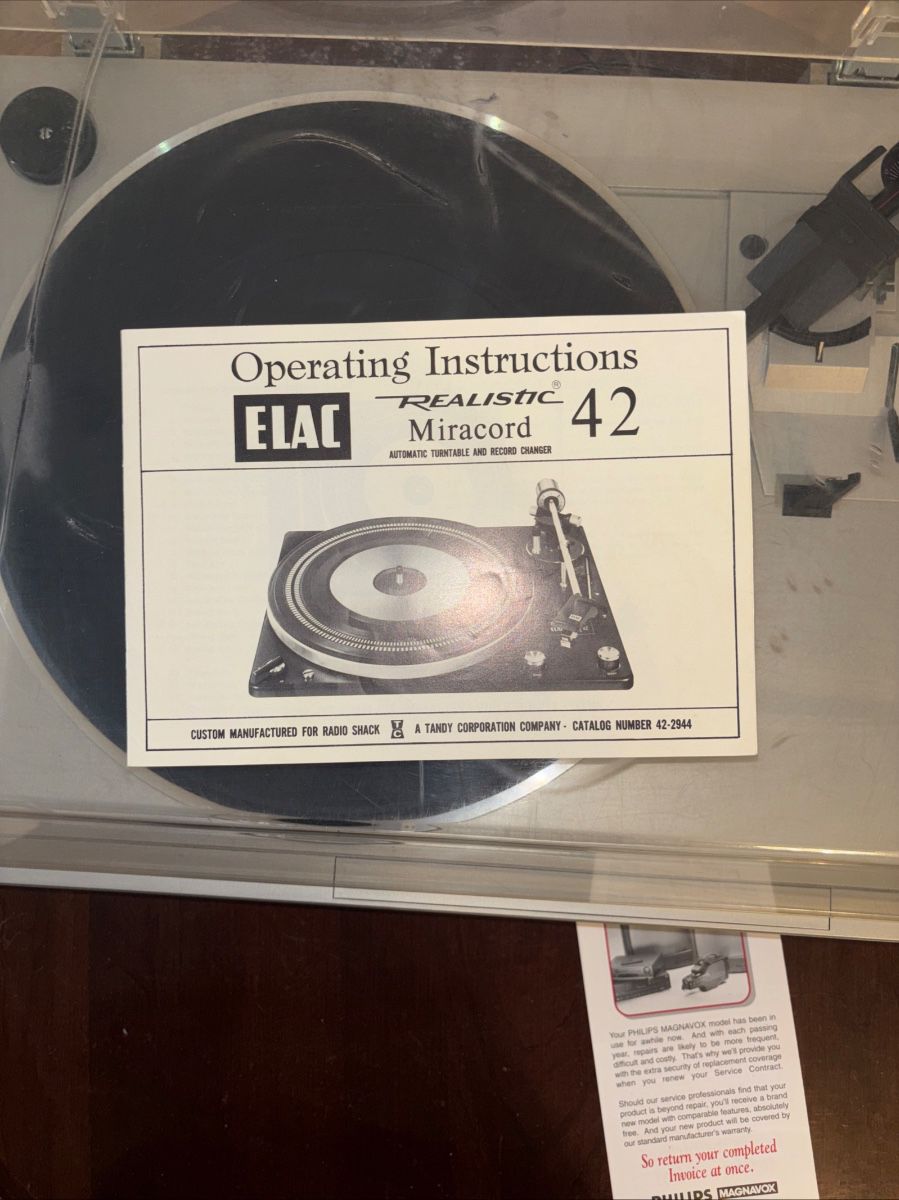 Operating Instructions
ELAC REALISTIC® Miracord 42
AUTOMATIC TURNTABLE AND RECORD CHANGER
ELAC 42
CUSTOM MANUFACTURED FOR RADIO SHACK TC A TANDY CORPORATION COMPANY - CATALOG NUMBER 42-2944
Your PHILIPS MAGNAVOX model has been in
use for awhile now. And with each passing
year, repairs are likely to be more frequent,
difficult and costly. That's why we'll provide you
with the extra security of replacement coverage
when you renew your Service Contract.
Should our service professionals find that your
product is beyond repair, you'll receive a brand
new model with comparable features, absolutely
free. And your new product will be covered by
our standard manufacturer's warranty.
So return your completed
Invoice at once.
PHILIPS MAGNAVOX